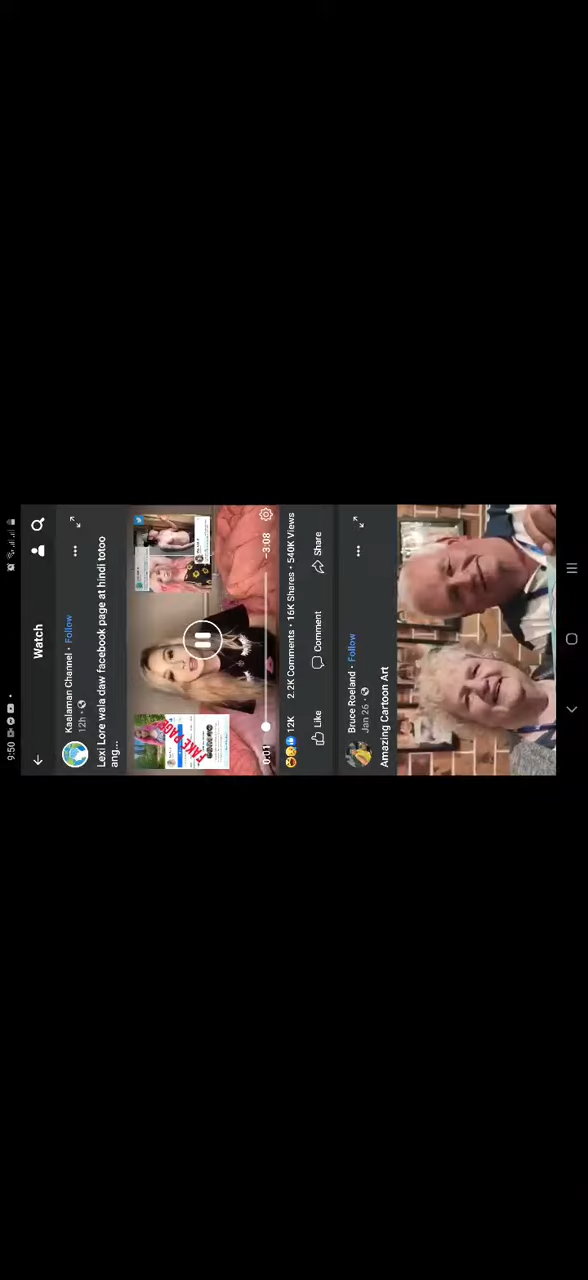 9:50
Watch
Kaalaman Channel • Follow
12h •
Lexi Lore wala daw facebook page at hindi totoo
ang...
FAKE PAGE
0:01
-3:08
12K
2.2K Comments • 16K Shares • 540K Views
Like
Comment
Share
Bruce Roeland • Follow
Jan 26 •
Amazing Cartoon Art